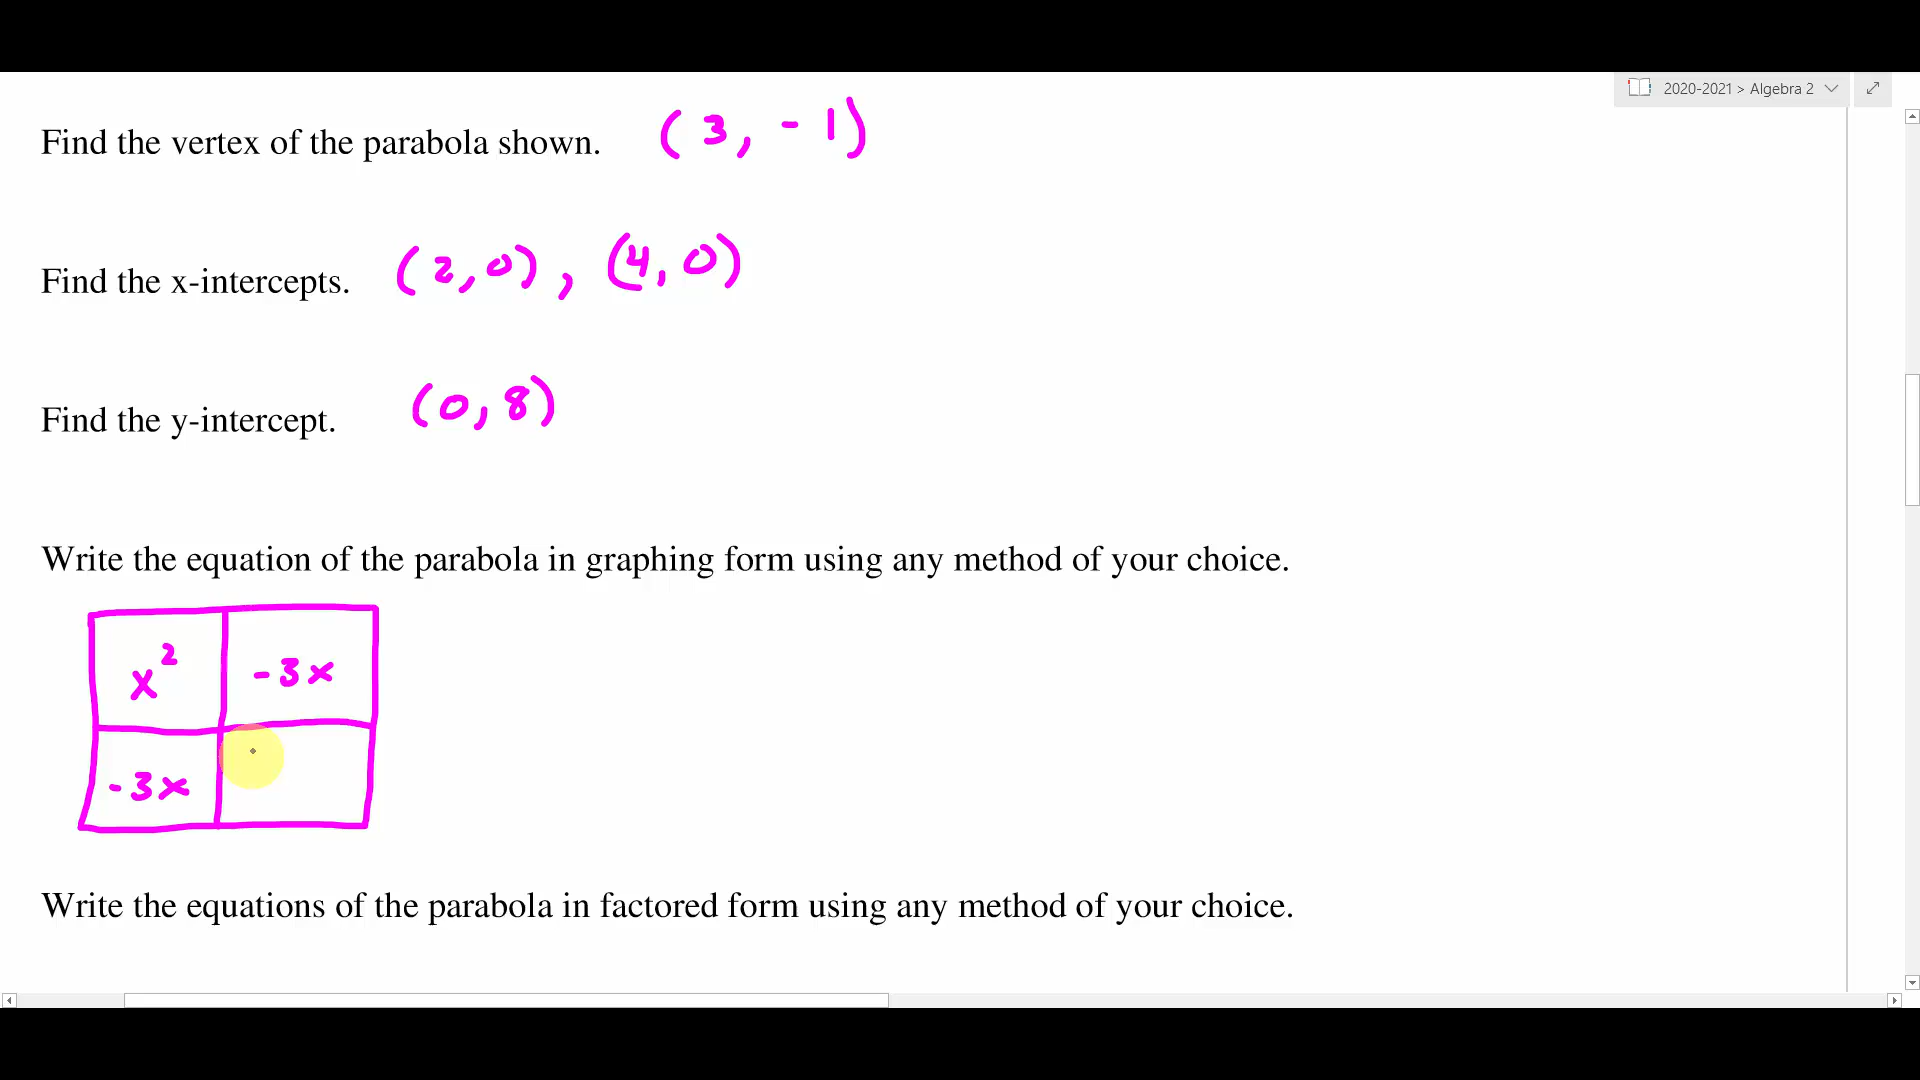 2020-2021 > Algebra 2
Find the vertex of the parabola shown. (3, -1)
Find the x-intercepts. (2,0), (4,0)
Find the y-intercept. (0,8)
Write the equation of the parabola in graphing form using any method of your choice.
x² -3x
-3x
Write the equations of the parabola in factored form using any method of your choice.